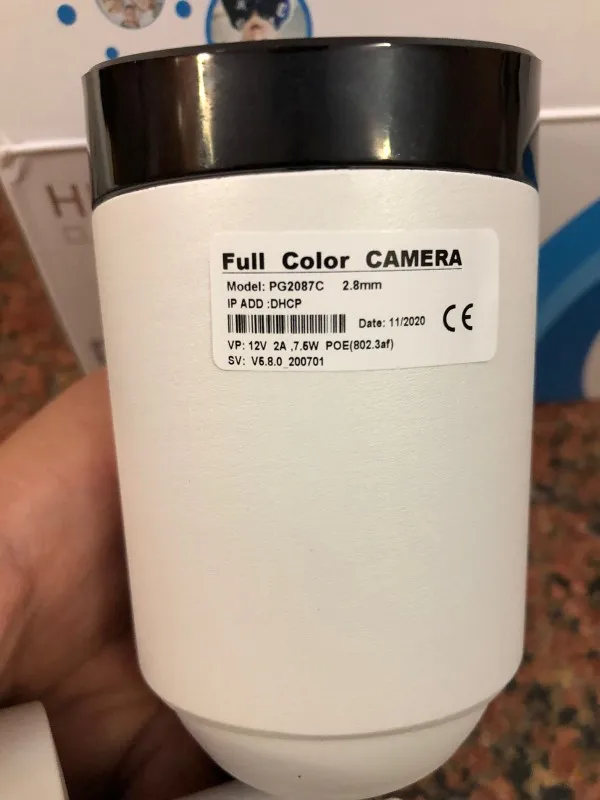 Full Color CAMERA
Model: PG2087C 2.8mm
IP ADD :DHCP
Date: 11/2020 CE
VP: 12V 2A ,7.5W POE(802.3af)
SV: V5.8.0_200701